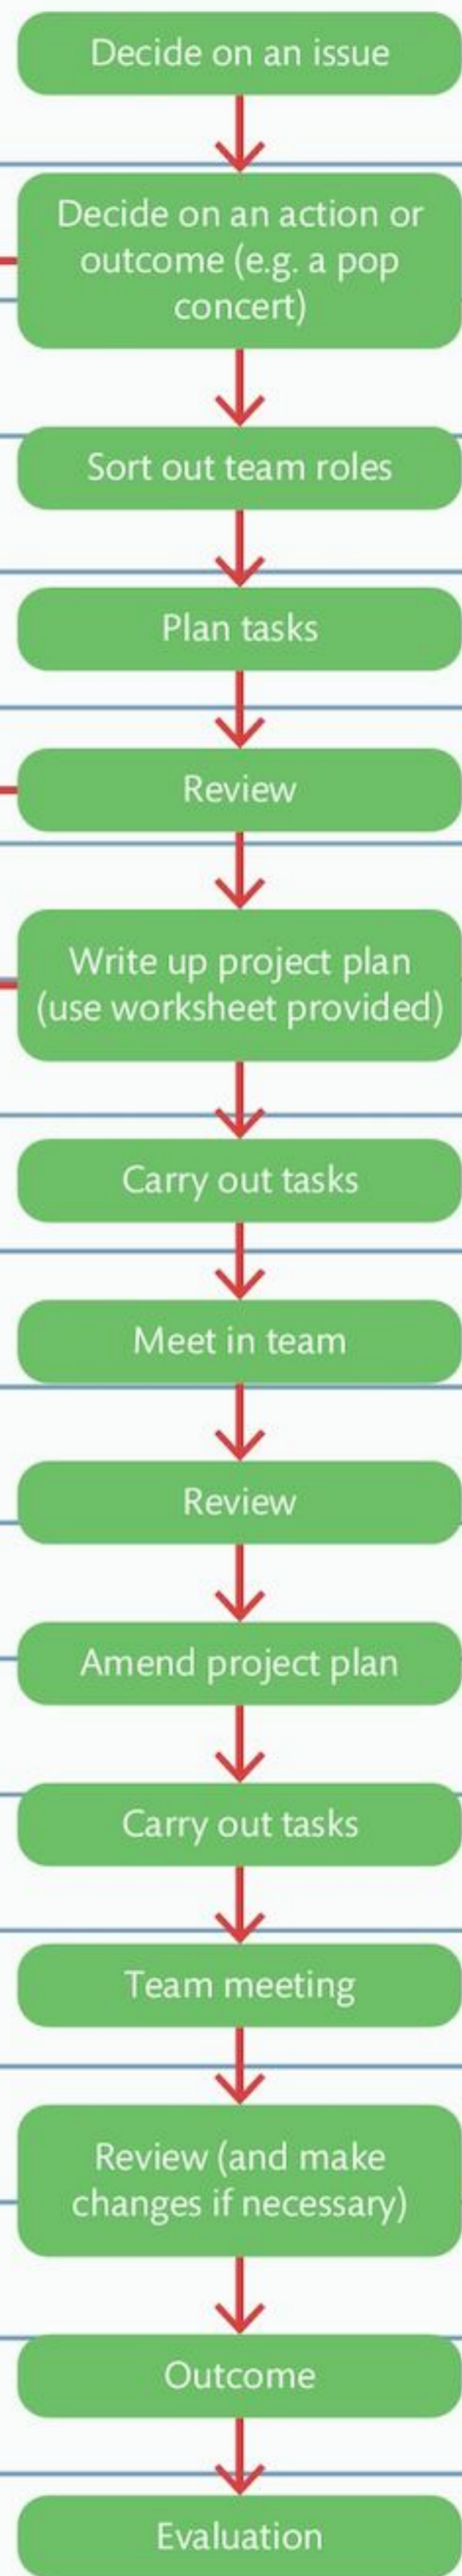 Decide on an issue
Decide on an action or
outcome (e.g. a pop
concert)
Sort out team roles
Plan tasks
Review
Write up project plan
(use worksheet provided)
Carry out tasks
Meet in team
Review
Amend project plan
Carry out tasks
Team meeting
Review (and make
changes if necessary)
Outcome
Evaluation